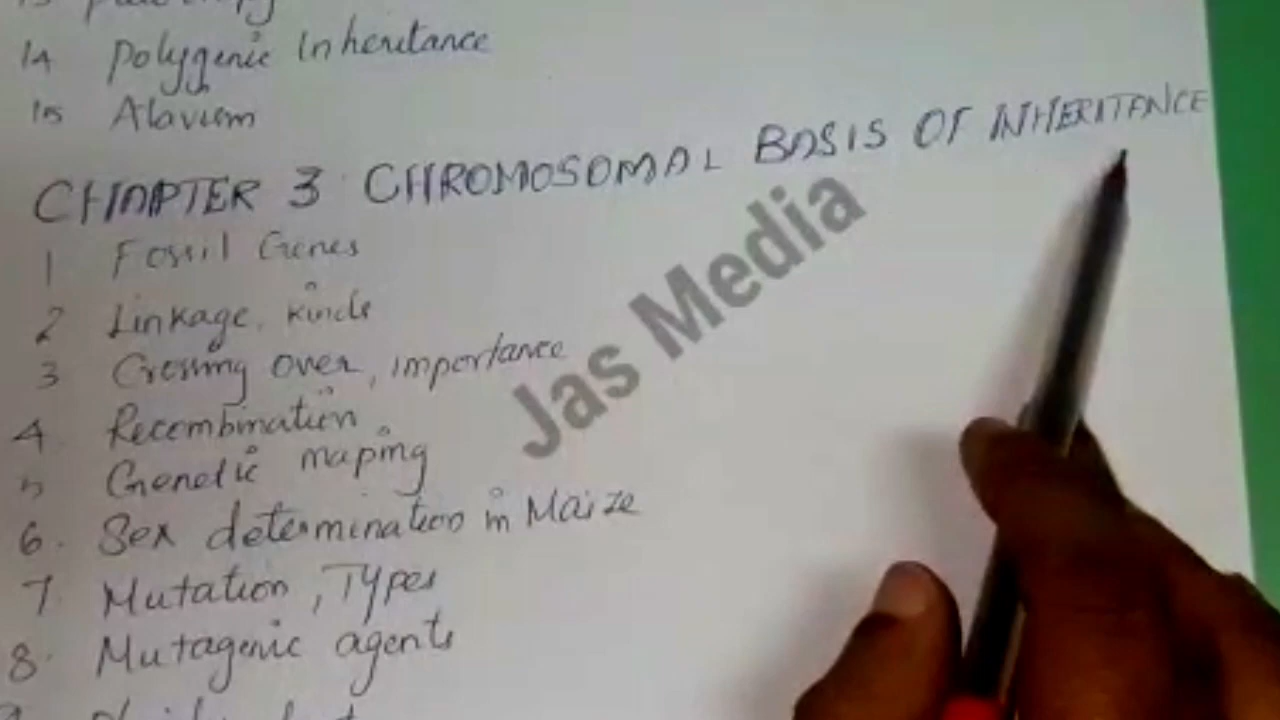 14 Polygenic Inheritance
15 Atavism
CHAPTER 3 CHROMOSOMAL BASIS OF INHERITANCE
1 Fossil Genes
2 Linkage, kinds
3 Crossing over, importance
4. Recombination
5 Genetic maping
6. Sex determination in Maize
7. Mutation, Types
8. Mutagenic agents
Jas Media